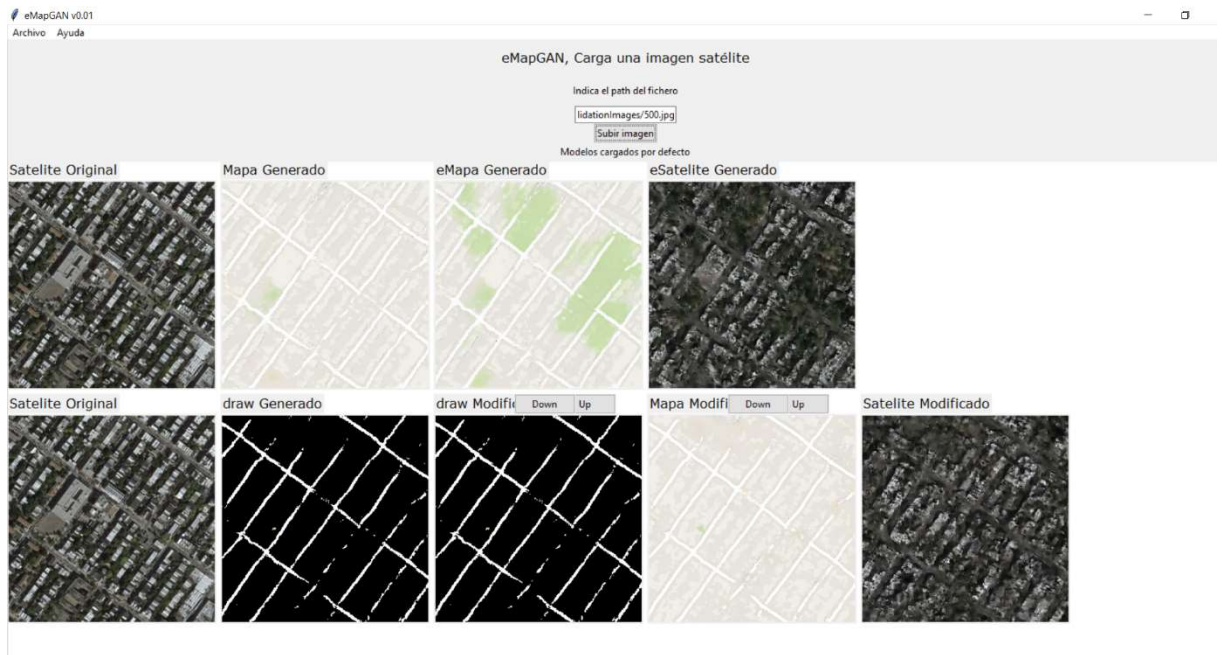 eMapGAN v0.01
Archivo Ayuda
eMapGAN, Carga una imagen satélite
Indica el path del fichero
lidationImages/500.jpg
Subir imagen
Modelos cargados por defecto
Satelite Original Mapa Generado eMapa Generado eSatelite Generado
Satelite Original draw Generado draw Modifi Down Up Mapa Modifi Down Up Satelite Modificado